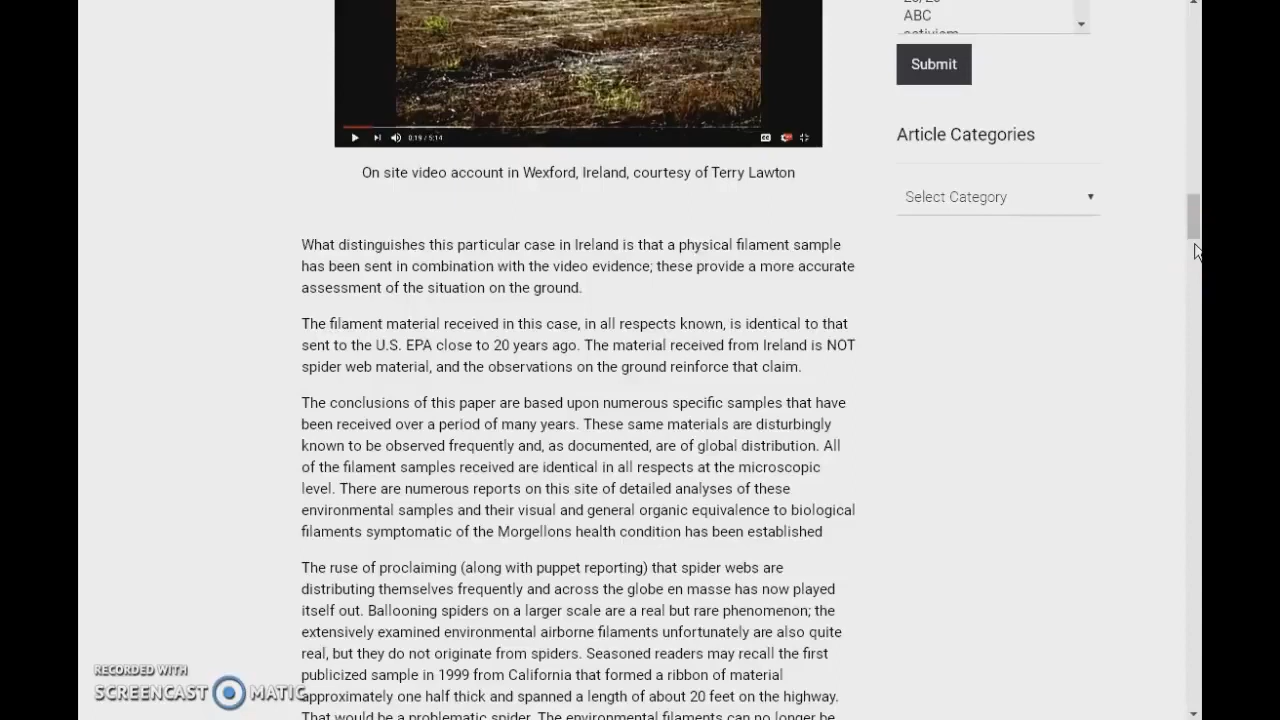 ABC
Submit
Article Categories
Select Category
0:19 / 5:14
On site video account in Wexford, Ireland, courtesy of Terry Lawton
What distinguishes this particular case in Ireland is that a physical filament sample
has been sent in combination with the video evidence; these provide a more accurate
assessment of the situation on the ground.
The filament material received in this case, in all respects known, is identical to that
sent to the U.S. EPA close to 20 years ago. The material received from Ireland is NOT
spider web material, and the observations on the ground reinforce that claim.
The conclusions of this paper are based upon numerous specific samples that have
been received over a period of many years. These same materials are disturbingly
known to be observed frequently and, as documented, are of global distribution. All
of the filament samples received are identical in all respects at the microscopic
level. There are numerous reports on this site of detailed analyses of these
environmental samples and their visual and general organic equivalence to biological
filaments symptomatic of the Morgellons health condition has been established
The ruse of proclaiming (along with puppet reporting) that spider webs are
distributing themselves frequently and across the globe en masse has now played
itself out. Ballooning spiders on a larger scale are a real but rare phenomenon; the
extensively examined environmental airborne filaments unfortunately are also quite
real, but they do not originate from spiders. Seasoned readers may recall the first
publicized sample in 1999 from California that formed a ribbon of material
approximately one half thick and spanned a length of about 20 feet on the highway.
That would be a problematic spider. The environmental filaments can no longer be
RECORDED WITH
SCREENCAST MATIC